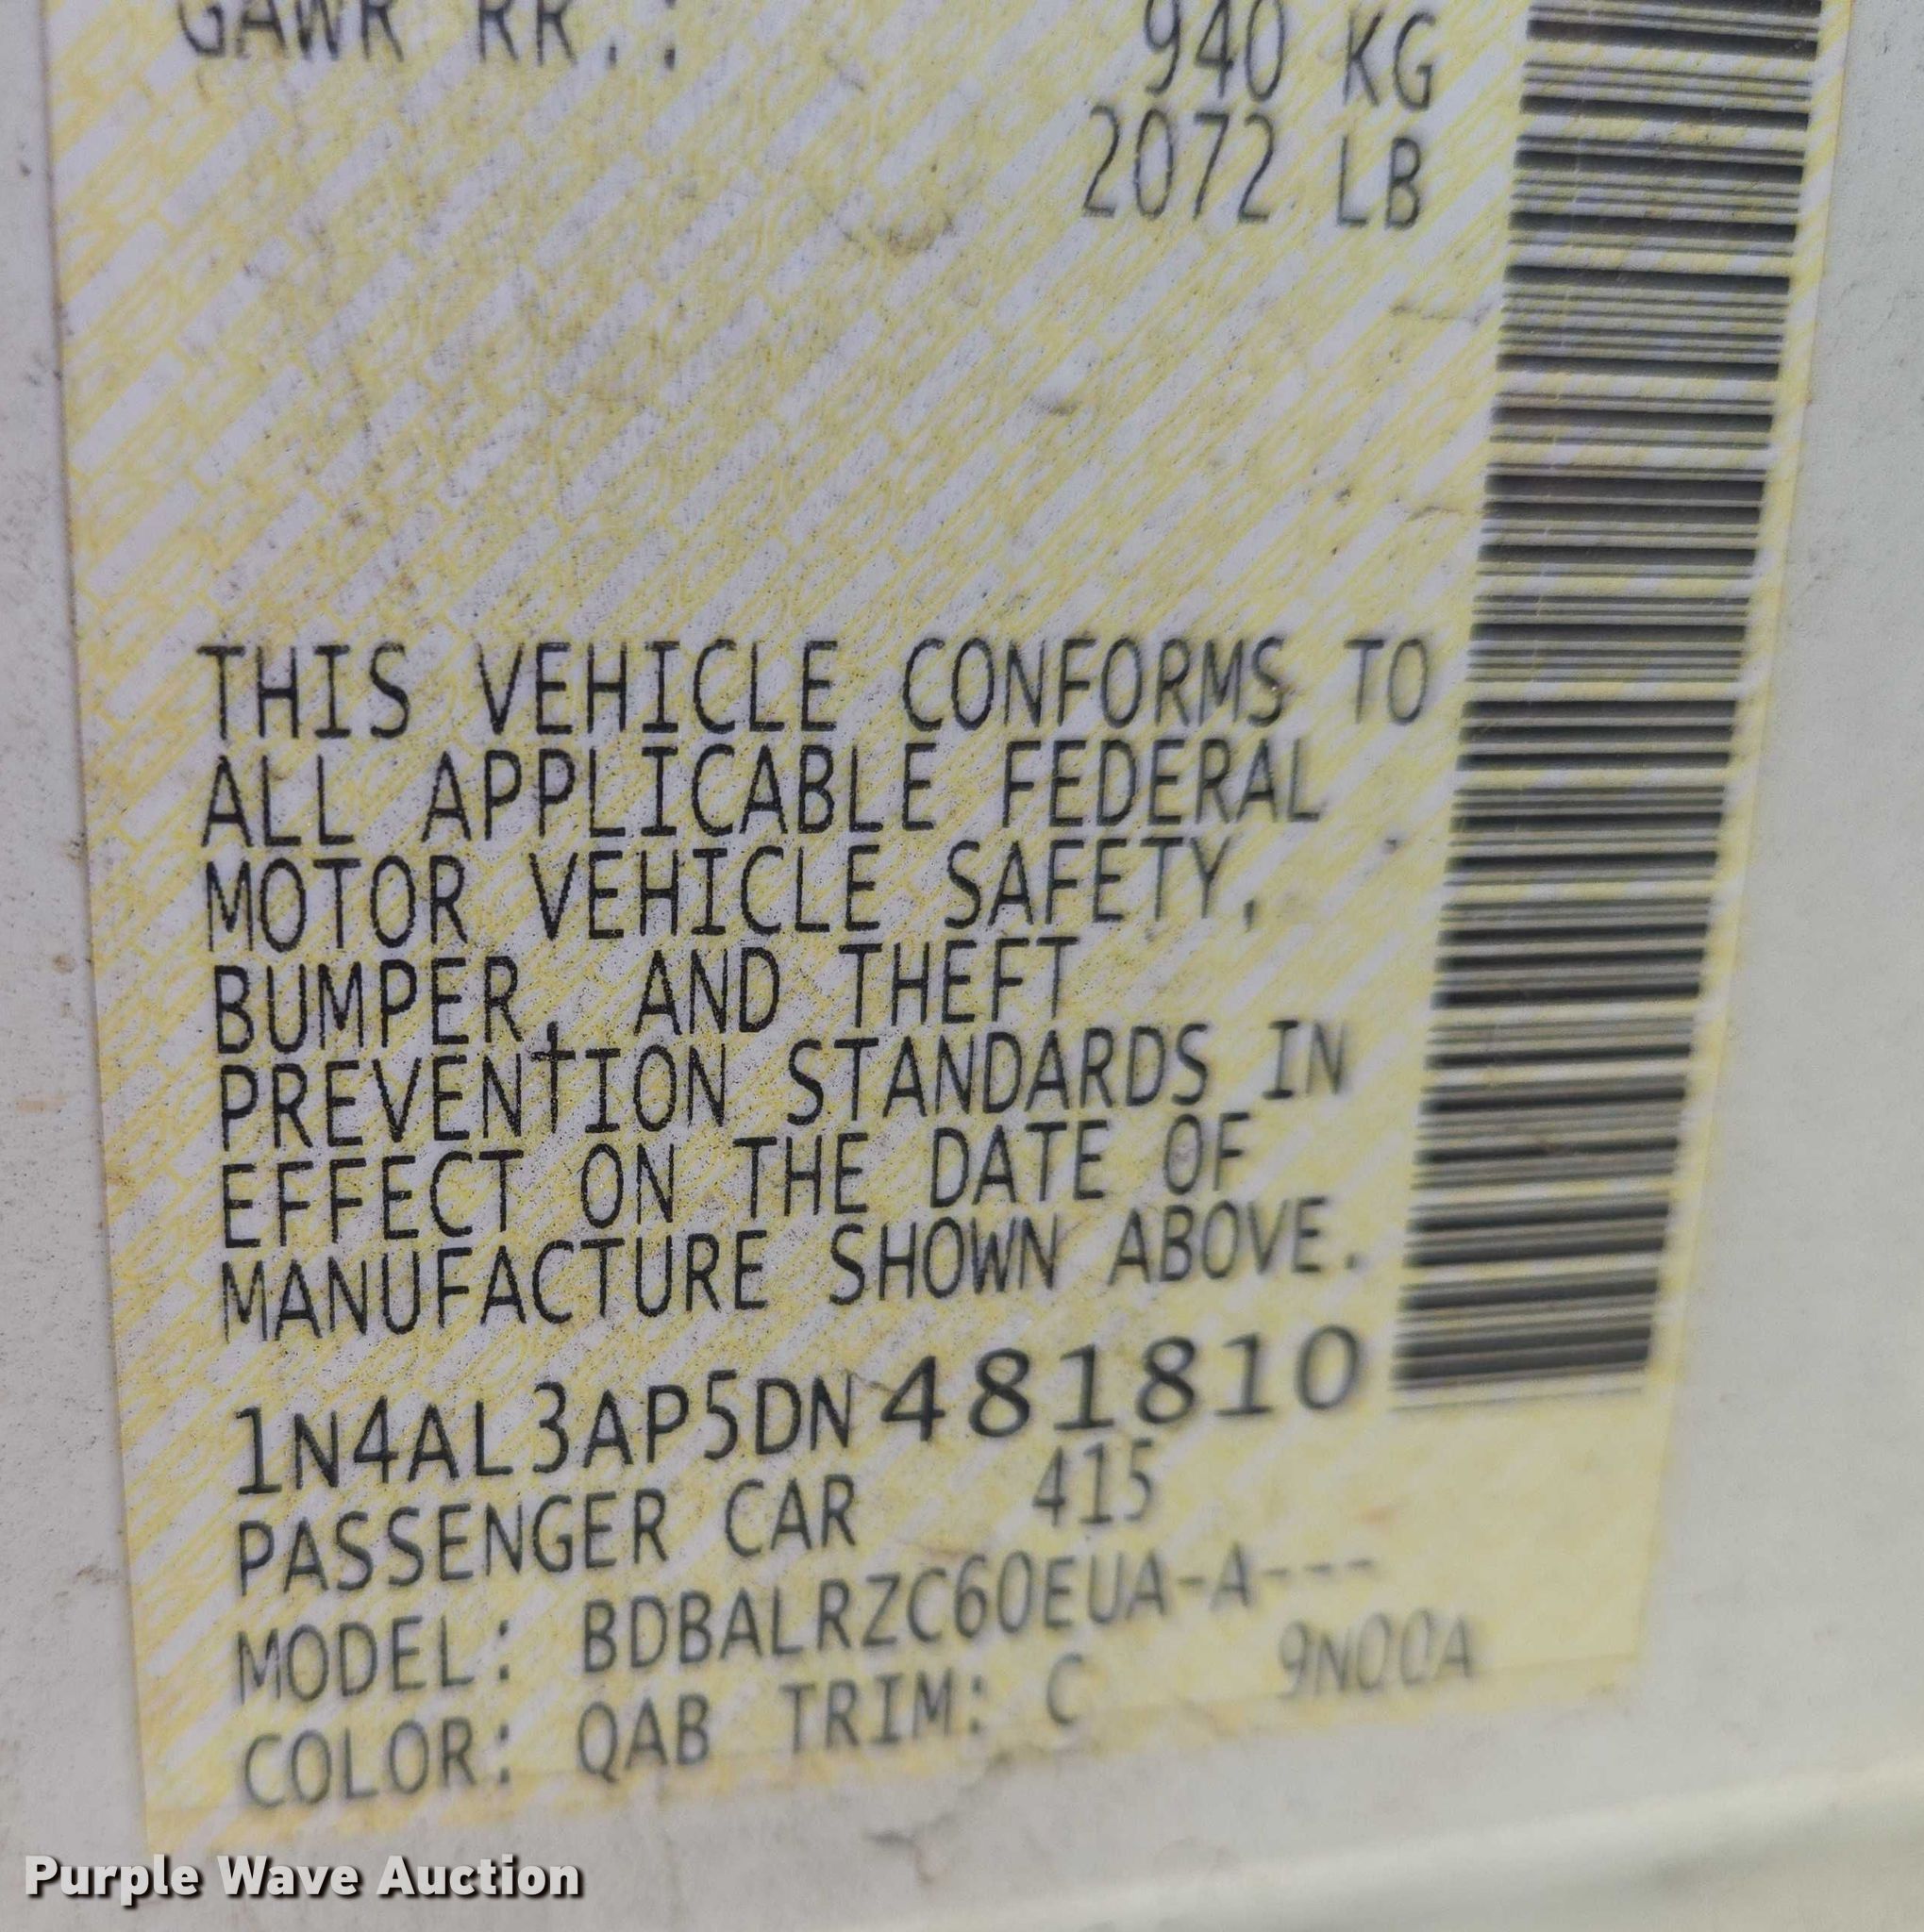 GAWR RR.:
940 KG
2072 LB
THIS VEHICLE CONFORMS TO
ALL APPLICABLE FEDERAL
MOTOR VEHICLE SAFETY,
BUMPER, AND THEFT
PREVENTION STANDARDS IN
EFFECT ON THE DATE OF
MANUFACTURE SHOWN ABOVE.
1N4AL3AP5DN481810
PASSENGER CAR 415
MODEL: BDBALRZC60EUA-A---
COLOR: QAB TRIM: C 9N00A
Purple Wave Auction